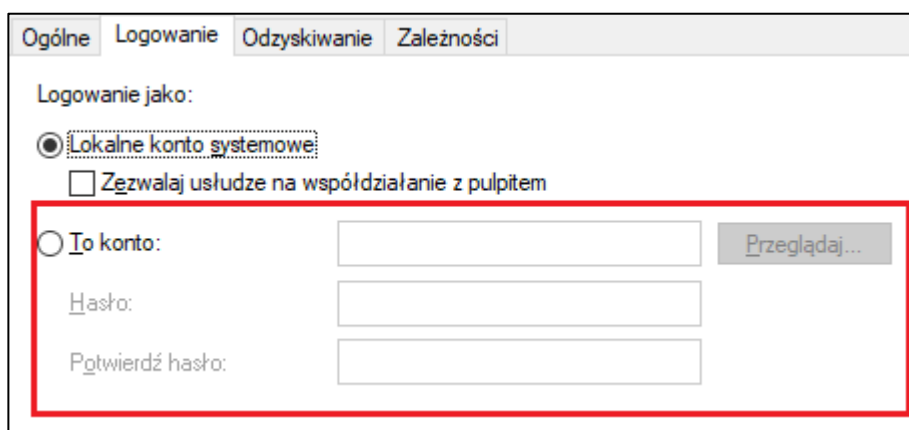 Ogólne Logowanie Odzyskiwanie Zależności
Logowanie jako:
Lokalne konto systemowe
Zezwalaj usłudze na współdziałanie z pulpitem
To konto:
Przeglądaj...
Hasło:
Potwierdź hasło: